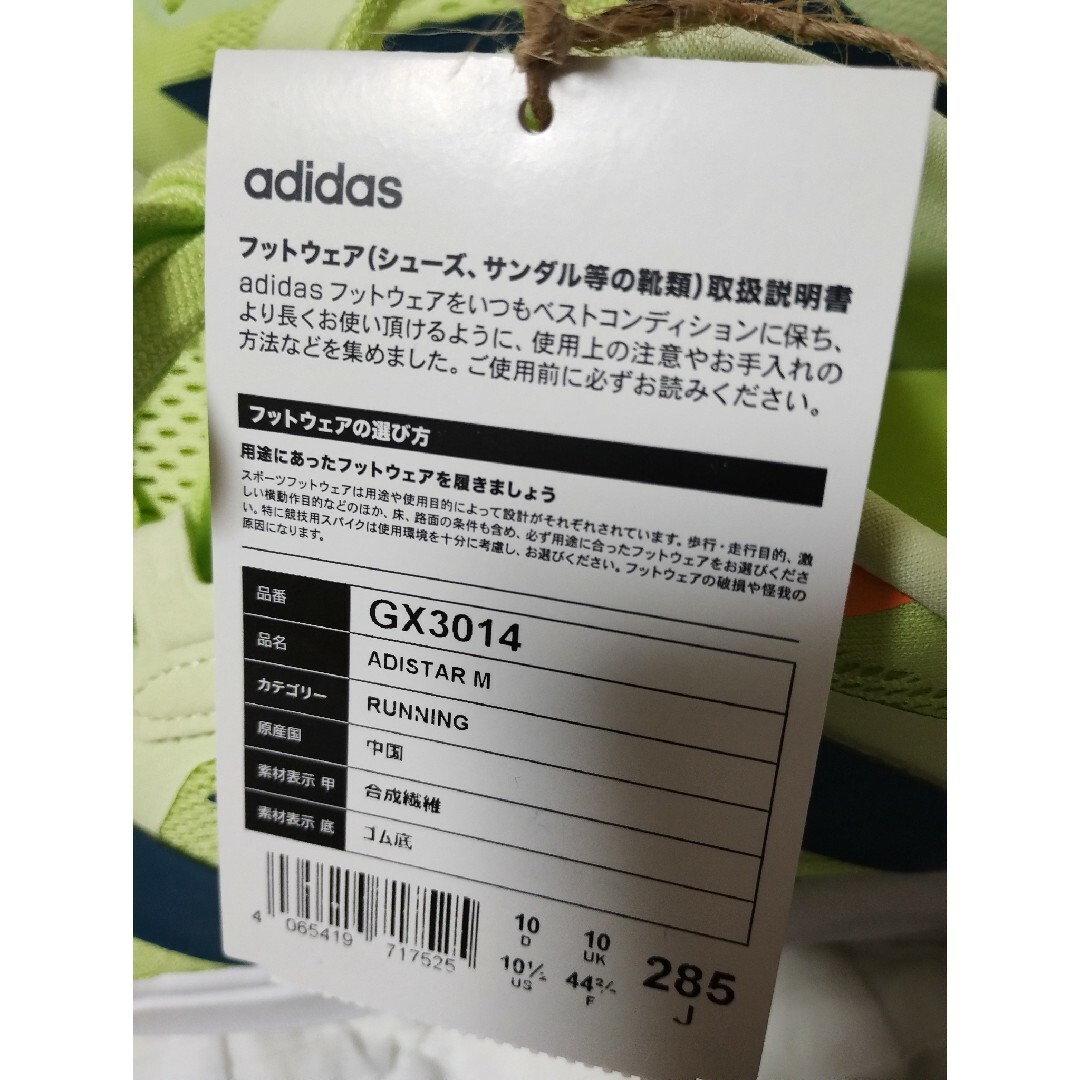 adidas
フットウェア(シューズ、サンダル等の靴類)取扱説明書
adidas フットウェアをいつもベストコンディションに保ち、
より長くお使い頂けるように、使用上の注意やお手入れの
方法などを集めました。ご使用前に必ずお読みください。
フットウェアの選び方
用途にあったフットウェアを履きましょう
スポーツフットウェアは用途や使用目的によって設計がそれぞれされています。歩行・走行目的、激
しい横動作目的などのほか、床、路面の条件も含め、必ず用途に合ったフットウェアをお選びくださ
い。特に競技用スパイクは使用環境を十分に考慮し、お選びください。フットウェアの破損や怪我の
原因になります。
品番 GX3014
品名 ADISTAR M
カテゴリー RUNNING
原産国 中国
素材表示 甲 合成繊維
素材表示 底 ゴム底
4 065419 717525
10 D
10 UK
10½ US
44⅔ F
285 J